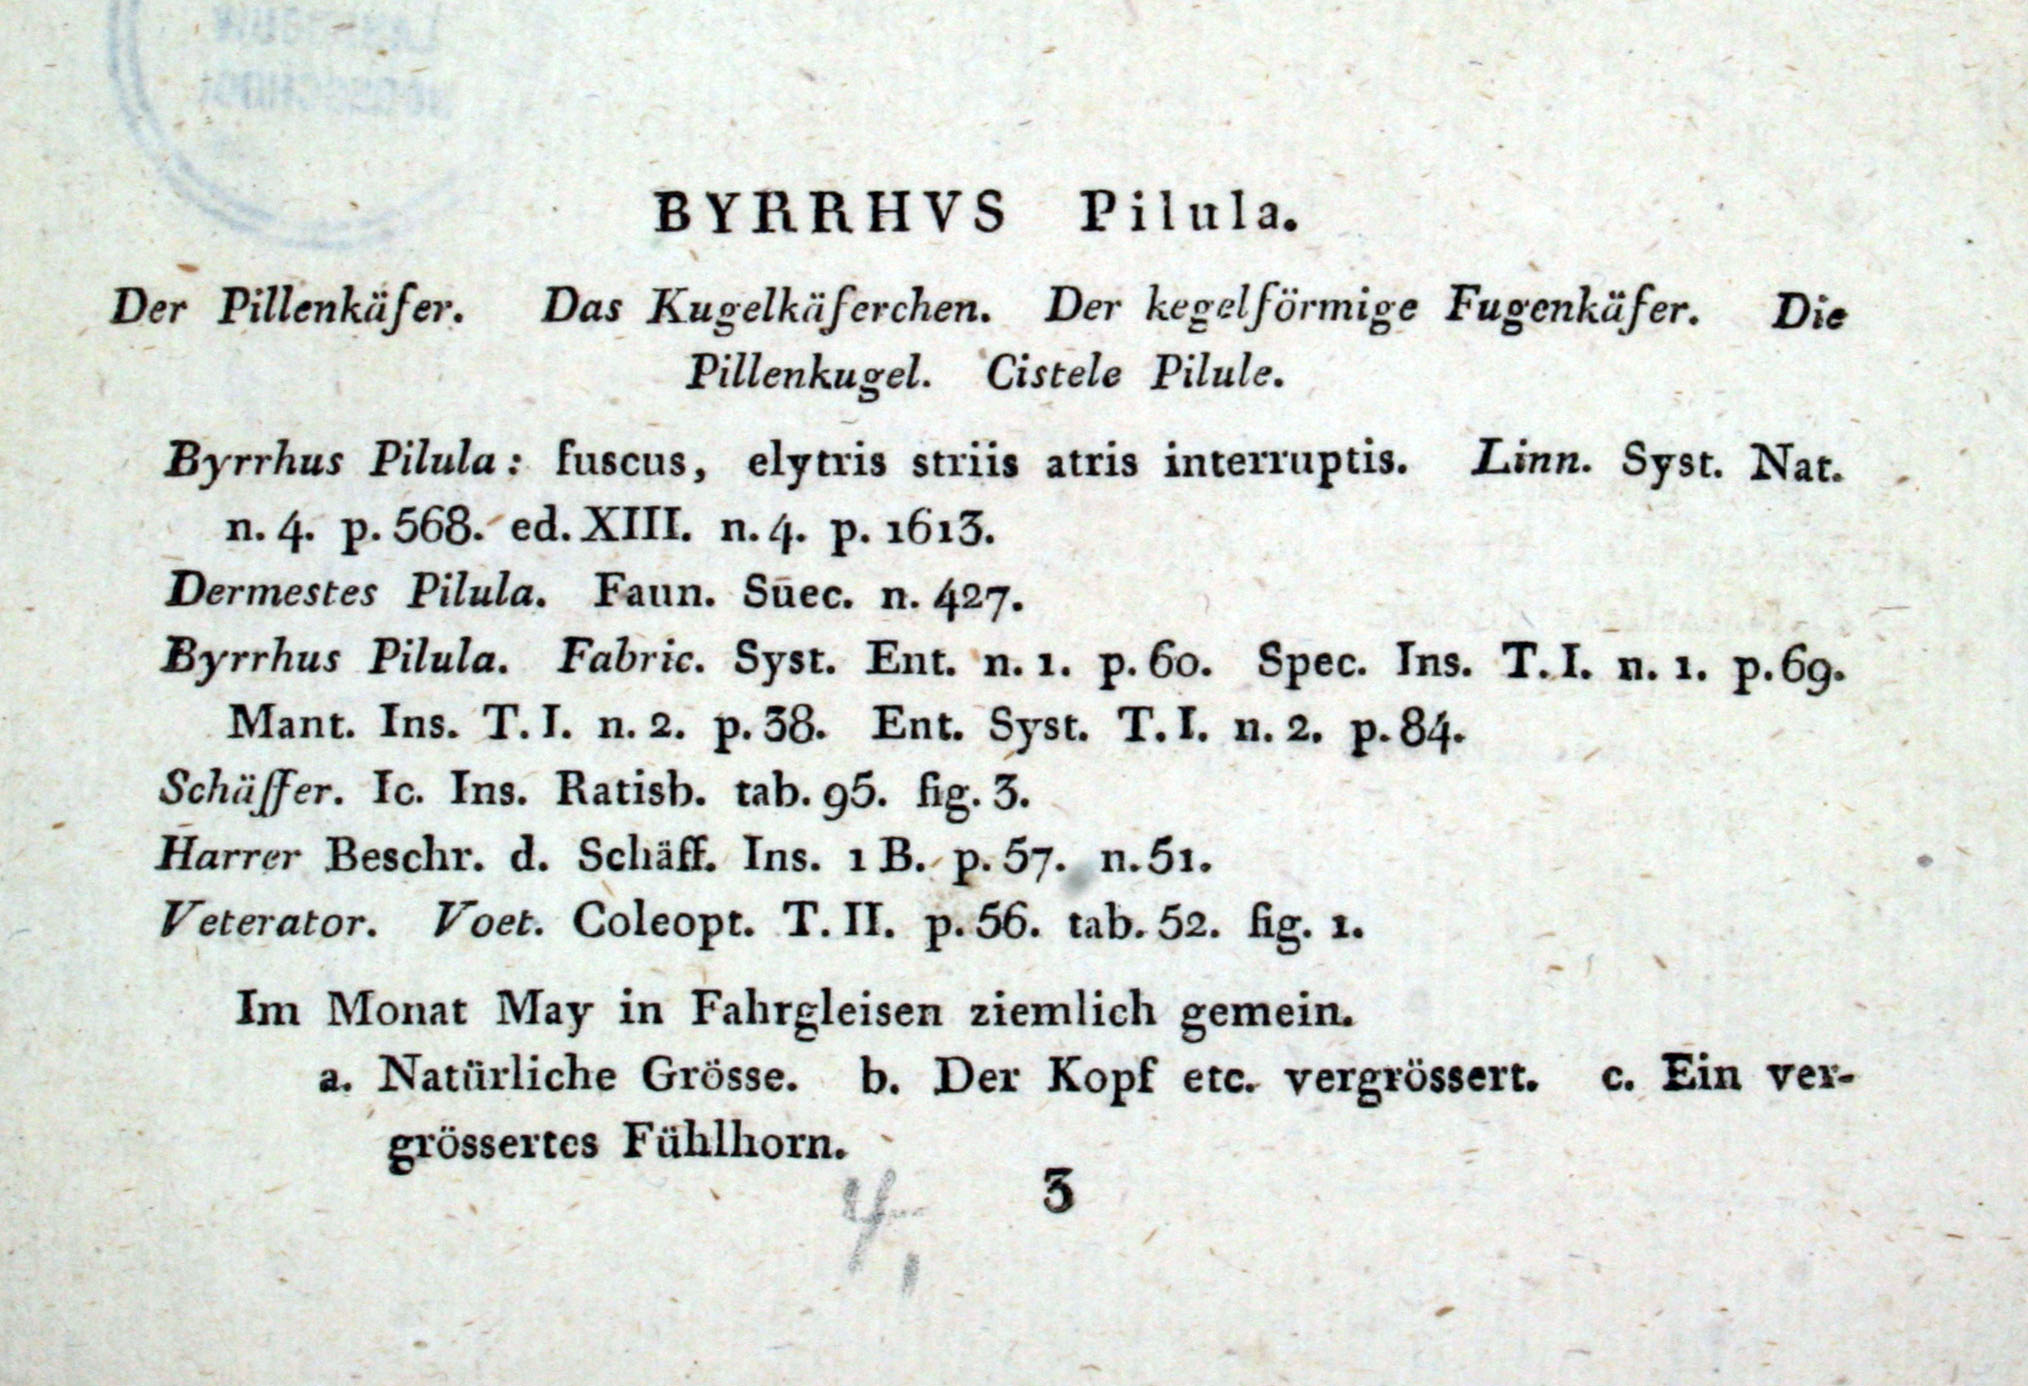 BYRRHVS Pilula.
Der Pillenkäfer. Das Kugelkäferchen. Der kegelförmige Fugenkäfer. Die
Pillenkugel. Cistele Pilule.
Byrrhus Pilula: fuscus, elytris striis atris interruptis. Linn. Syst. Nat.
n. 4. p. 568. ed. XIII. n. 4. p. 1613.
Dermestes Pilula. Faun. Suec. n. 427.
Byrrhus Pilula. Fabric. Syst. Ent. n. 1. p. 60. Spec. Ins. T. I. n. 1. p. 69.
Mant. Ins. T. I. n. 2. p. 38. Ent. Syst. T. I. n. 2. p. 84.
Schäffer. Ic. Ins. Ratisb. tab. 95. fig. 3.
Harrer Beschr. d. Schäff. Ins. 1 B. p. 57. n. 51.
Veterator. Voet. Coleopt. T. II. p. 56. tab. 52. fig. 1.
Im Monat May in Fahrgleisen ziemlich gemein.
a. Natürliche Grösse. b. Der Kopf etc. vergrössert. c. Ein ver-
grössertes Fühlhorn.
3